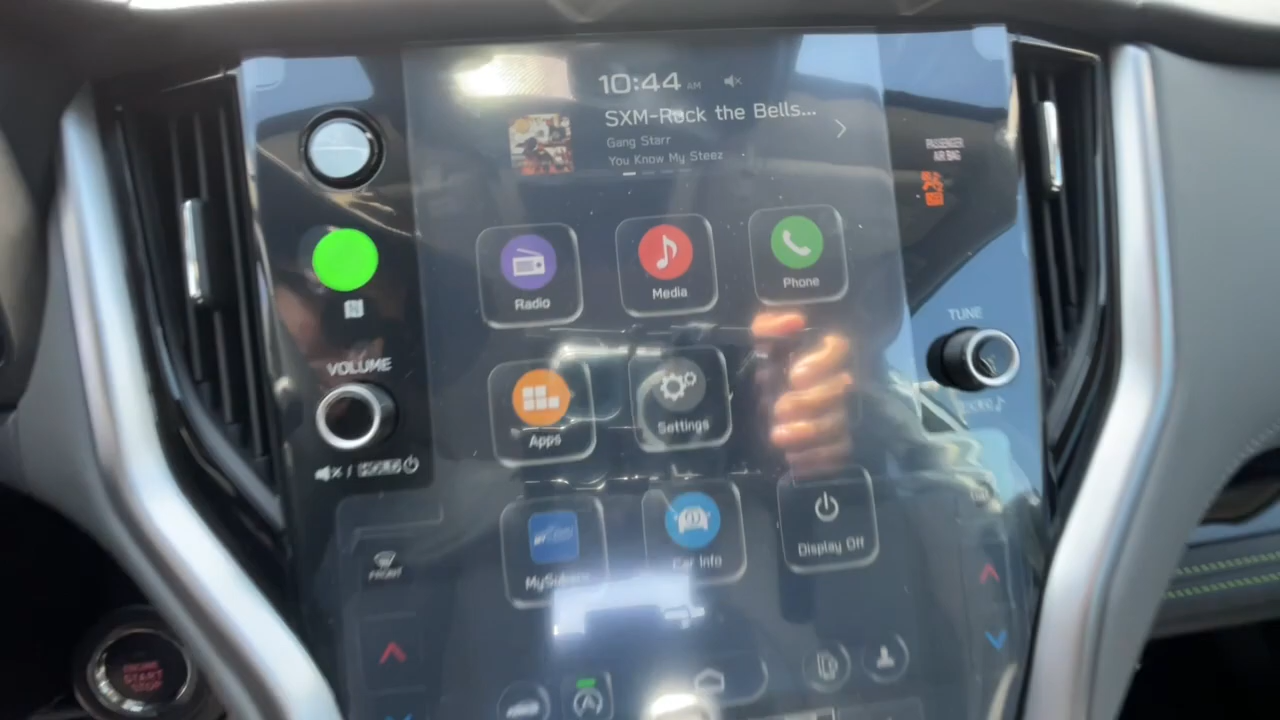 10:44 AM
SXM-Rock the Bells...
Gang Starr
You Know My Steez
PASSENGER
AIR BAG
Radio
Media
Phone
TUNE
VOLUME
Apps
Settings
Display Off
Car Info
FRONT
ENGINE
START
STOP